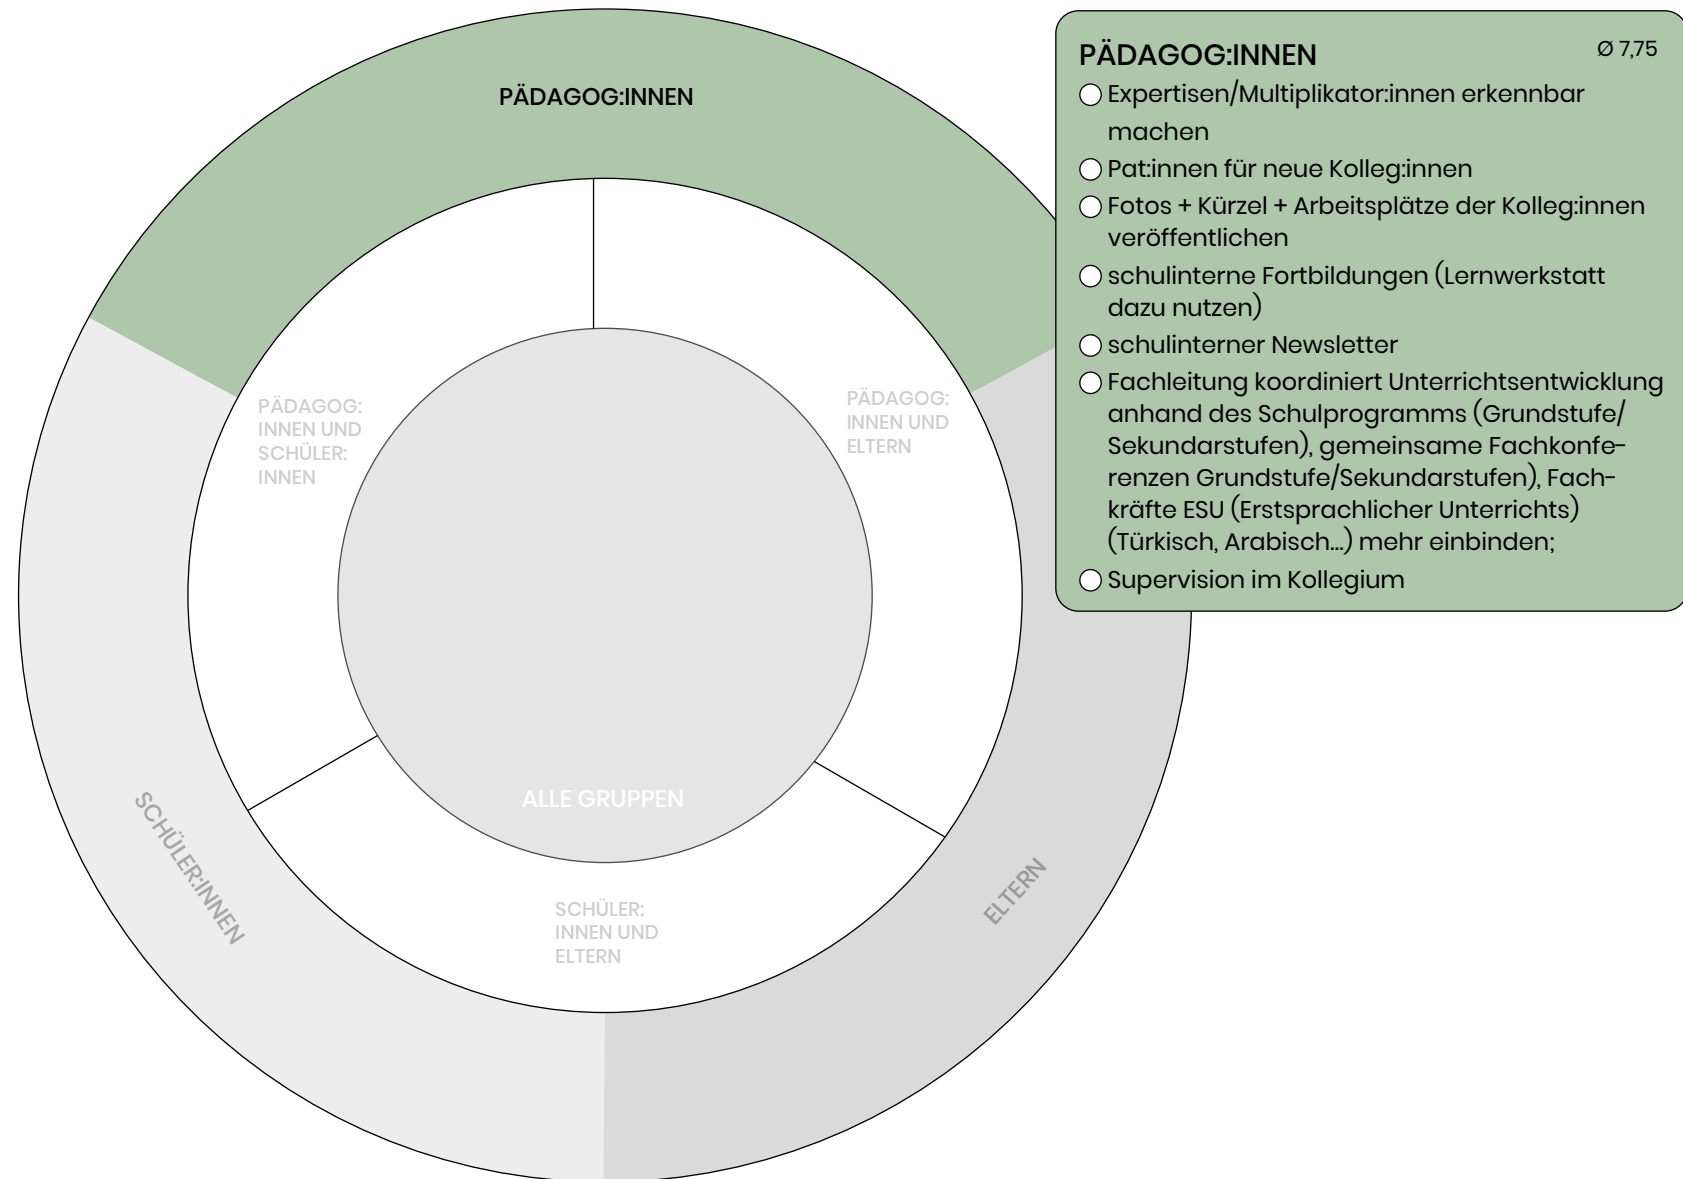 PÄDAGOG:INNEN
PÄDAGOG:
INNEN UND
SCHÜLER:
INNEN
PÄDAGOG:
INNEN UND
ELTERN
ALLE GRUPPEN
SCHÜLER:INNEN
ELTERN
SCHÜLER:
INNEN UND
ELTERN
PÄDAGOG:INNEN Ø 7,75
Expertisen/Multiplikator:innen erkennbar
machen
Pat:innen für neue Kolleg:innen
Fotos + Kürzel + Arbeitsplätze der Kolleg:innen
veröffentlichen
schulinterne Fortbildungen (Lernwerkstatt
dazu nutzen)
schulinterner Newsletter
Fachleitung koordiniert Unterrichtsentwicklung
anhand des Schulprogramms (Grundstufe/
Sekundarstufen), gemeinsame Fachkonfe-
renzen Grundstufe/Sekundarstufen), Fach-
kräfte ESU (Erstsprachlicher Unterrichts)
(Türkisch, Arabisch...) mehr einbinden;
Supervision im Kollegium